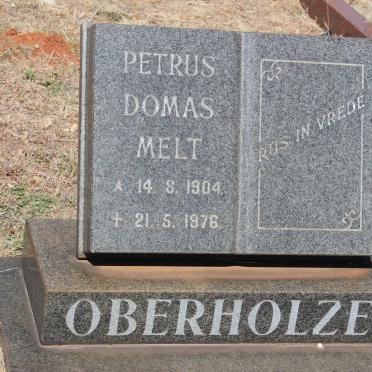 PETRUS
DOMAS
MELT
* 14. 8. 1904
+ 21. 5. 1976
RUS IN VREDE
OBERHOLZE